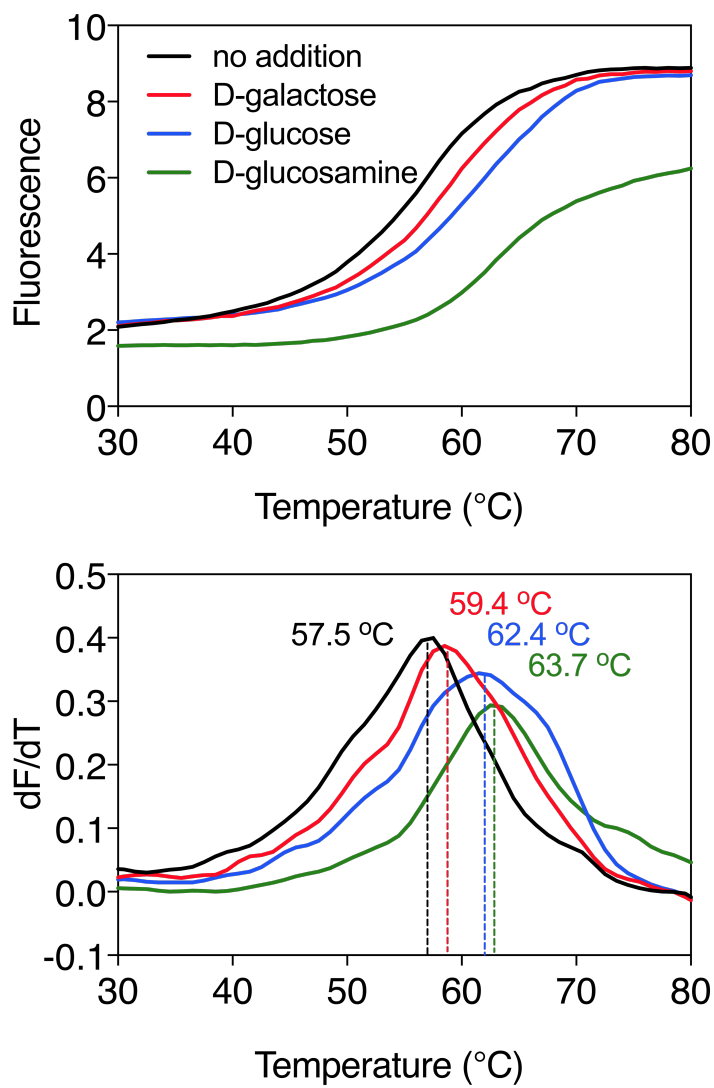 10
8
6
4
2
0
Fluorescence
no addition
D-galactose
D-glucose
D-glucosamine
30 40 50 60 70 80
Temperature (°C)
0.5
0.4
0.3
0.2
0.1
0.0
-0.1
dF/dT
57.5 ºC
59.4 ºC
62.4 ºC
63.7 ºC
30 40 50 60 70 80
Temperature (°C)